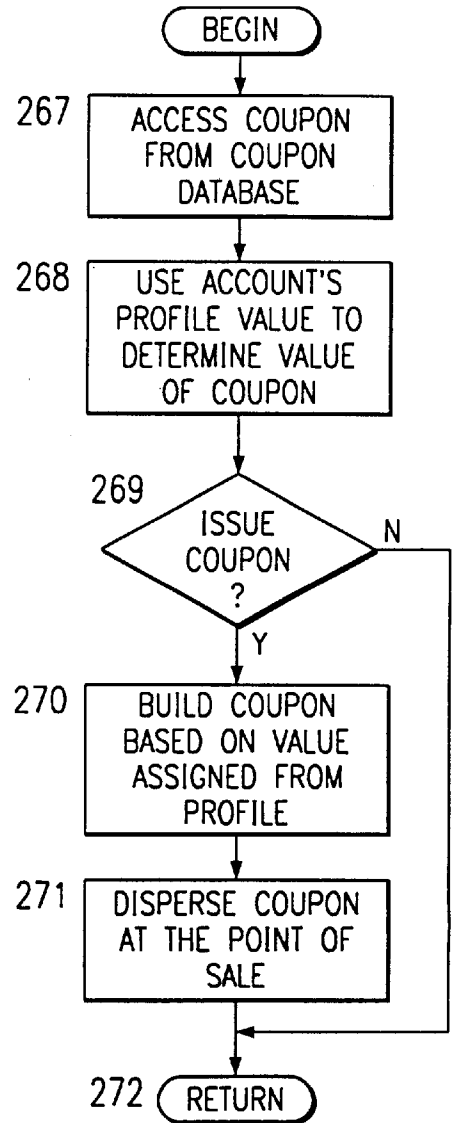 BEGIN
267
ACCESS COUPON
FROM COUPON
DATABASE
268
USE ACCOUNT'S
PROFILE VALUE TO
DETERMINE VALUE
OF COUPON
269
ISSUE
COUPON
?
N
Y
270
BUILD COUPON
BASED ON VALUE
ASSIGNED FROM
PROFILE
271
DISPERSE COUPON
AT THE POINT OF
SALE
272
RETURN